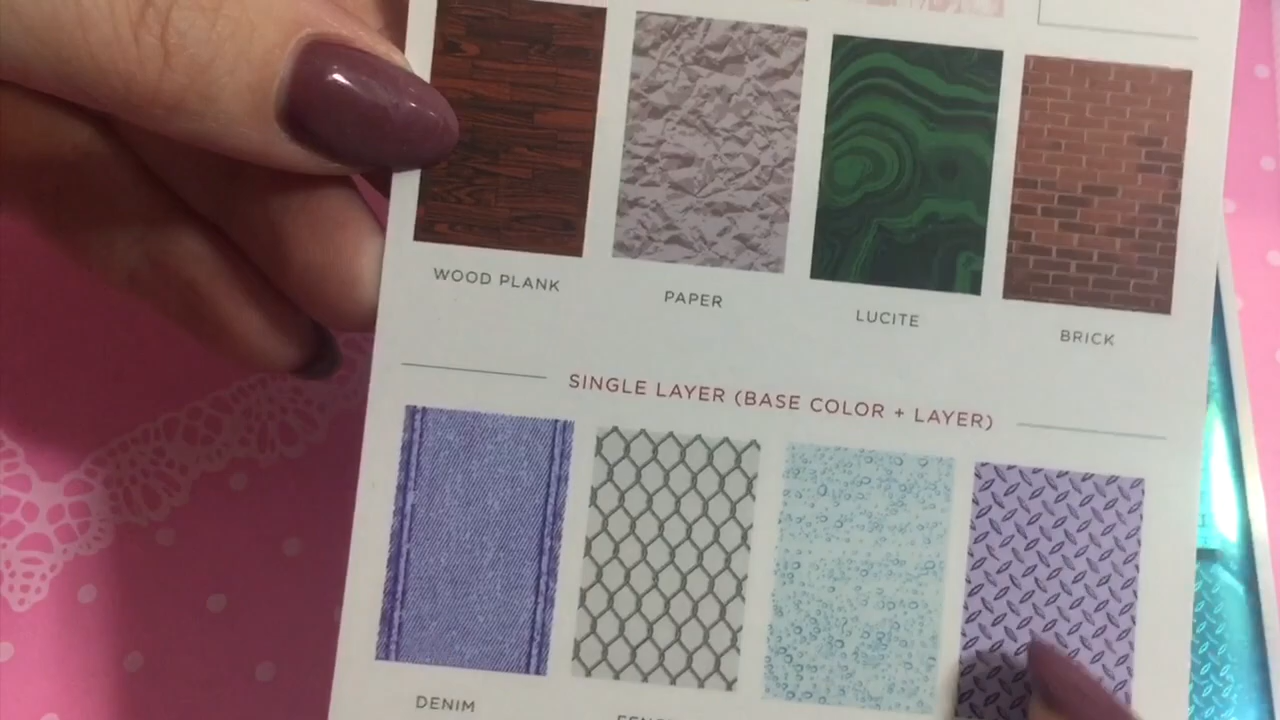 WOOD PLANK
PAPER
LUCITE
BRICK
SINGLE LAYER (BASE COLOR + LAYER)
DENIM